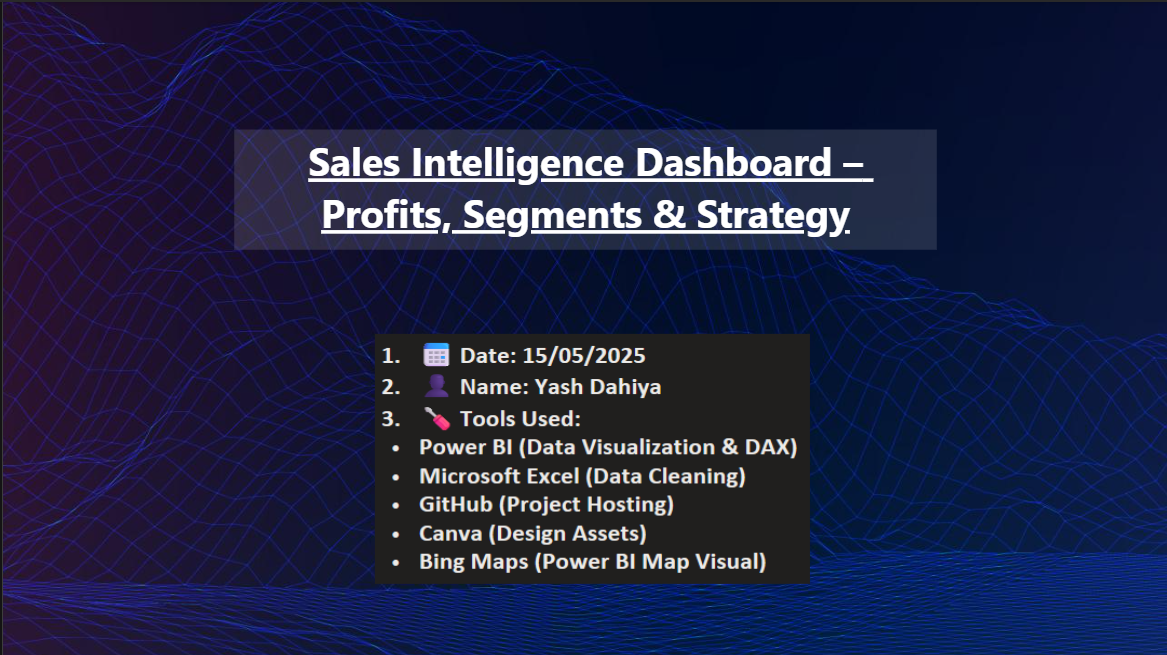 Sales Intelligence Dashboard –
Profits, Segments & Strategy
1. Date: 15/05/2025
2. Name: Yash Dahiya
3. Tools Used:
• Power BI (Data Visualization & DAX)
• Microsoft Excel (Data Cleaning)
• GitHub (Project Hosting)
• Canva (Design Assets)
• Bing Maps (Power BI Map Visual)